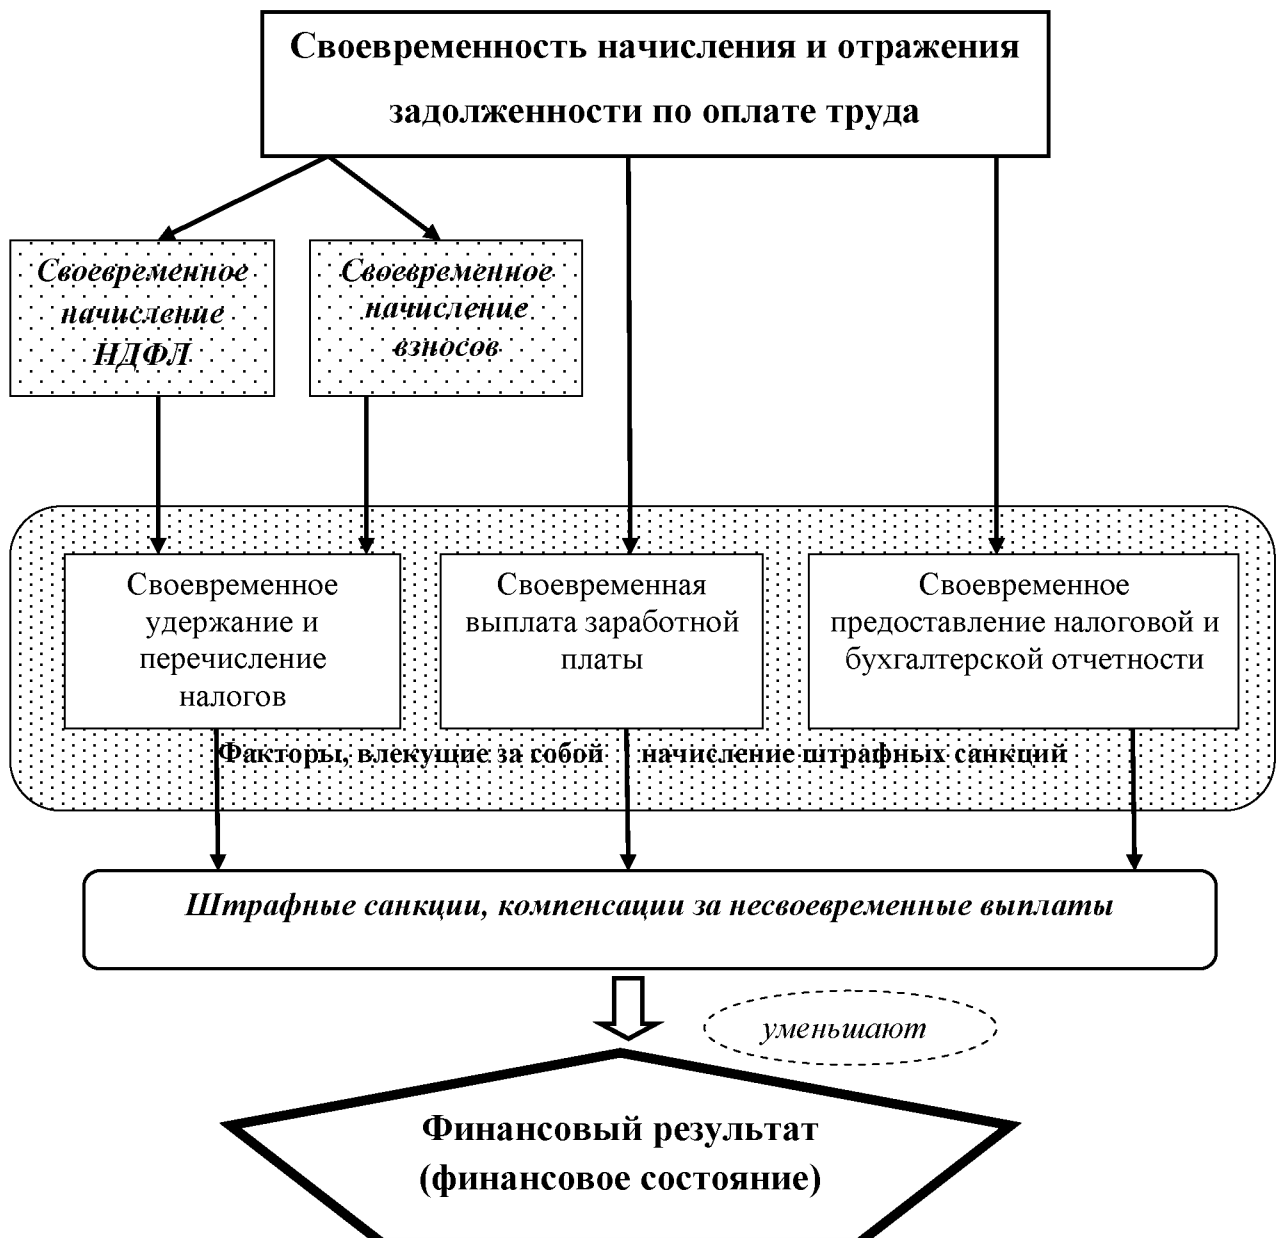 Своевременность начисления и отражения
задолженности по оплате труда
Своевременное
начисление
НДФЛ
Своевременное
начисление
взносов
Своевременное
удержание и
перечисление
налогов
Своевременная
выплата заработной
платы
Своевременное
предоставление налоговой и
бухгалтерской отчетности
Факторы, влекущие за собой начисление штрафных санкций
Штрафные санкции, компенсации за несвоевременные выплаты
уменьшают
Финансовый результат
(финансовое состояние)